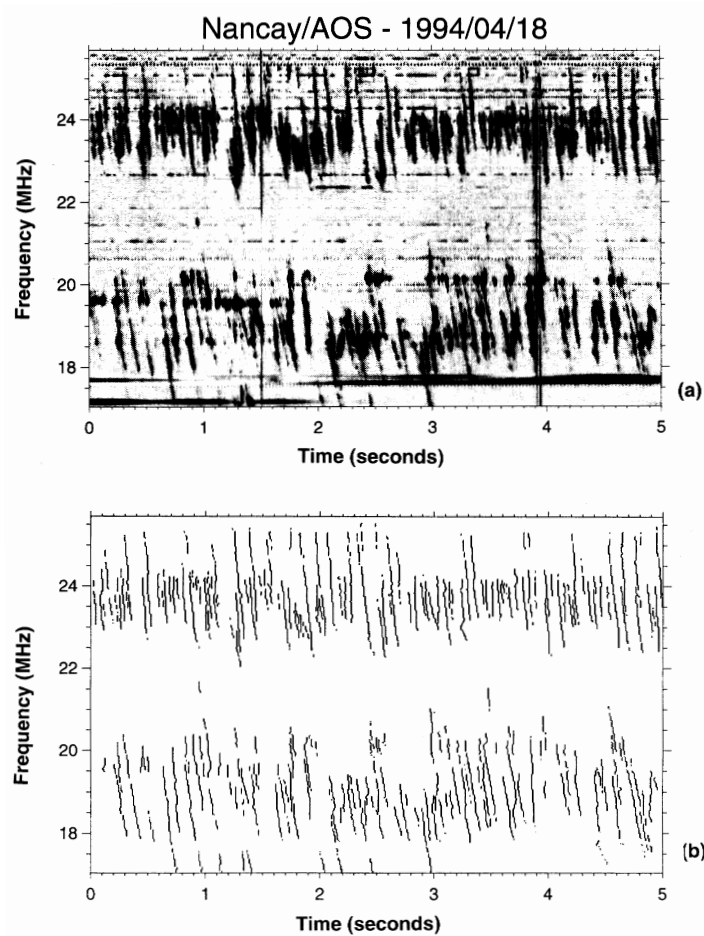 Nancay/AOS - 1994/04/18
24
22
20
18
Frequency (MHz)
0 1 2 3 4 5
Time (seconds)
(a)
24
22
20
18
Frequency (MHz)
0 1 2 3 4 5
Time (seconds)
(b)